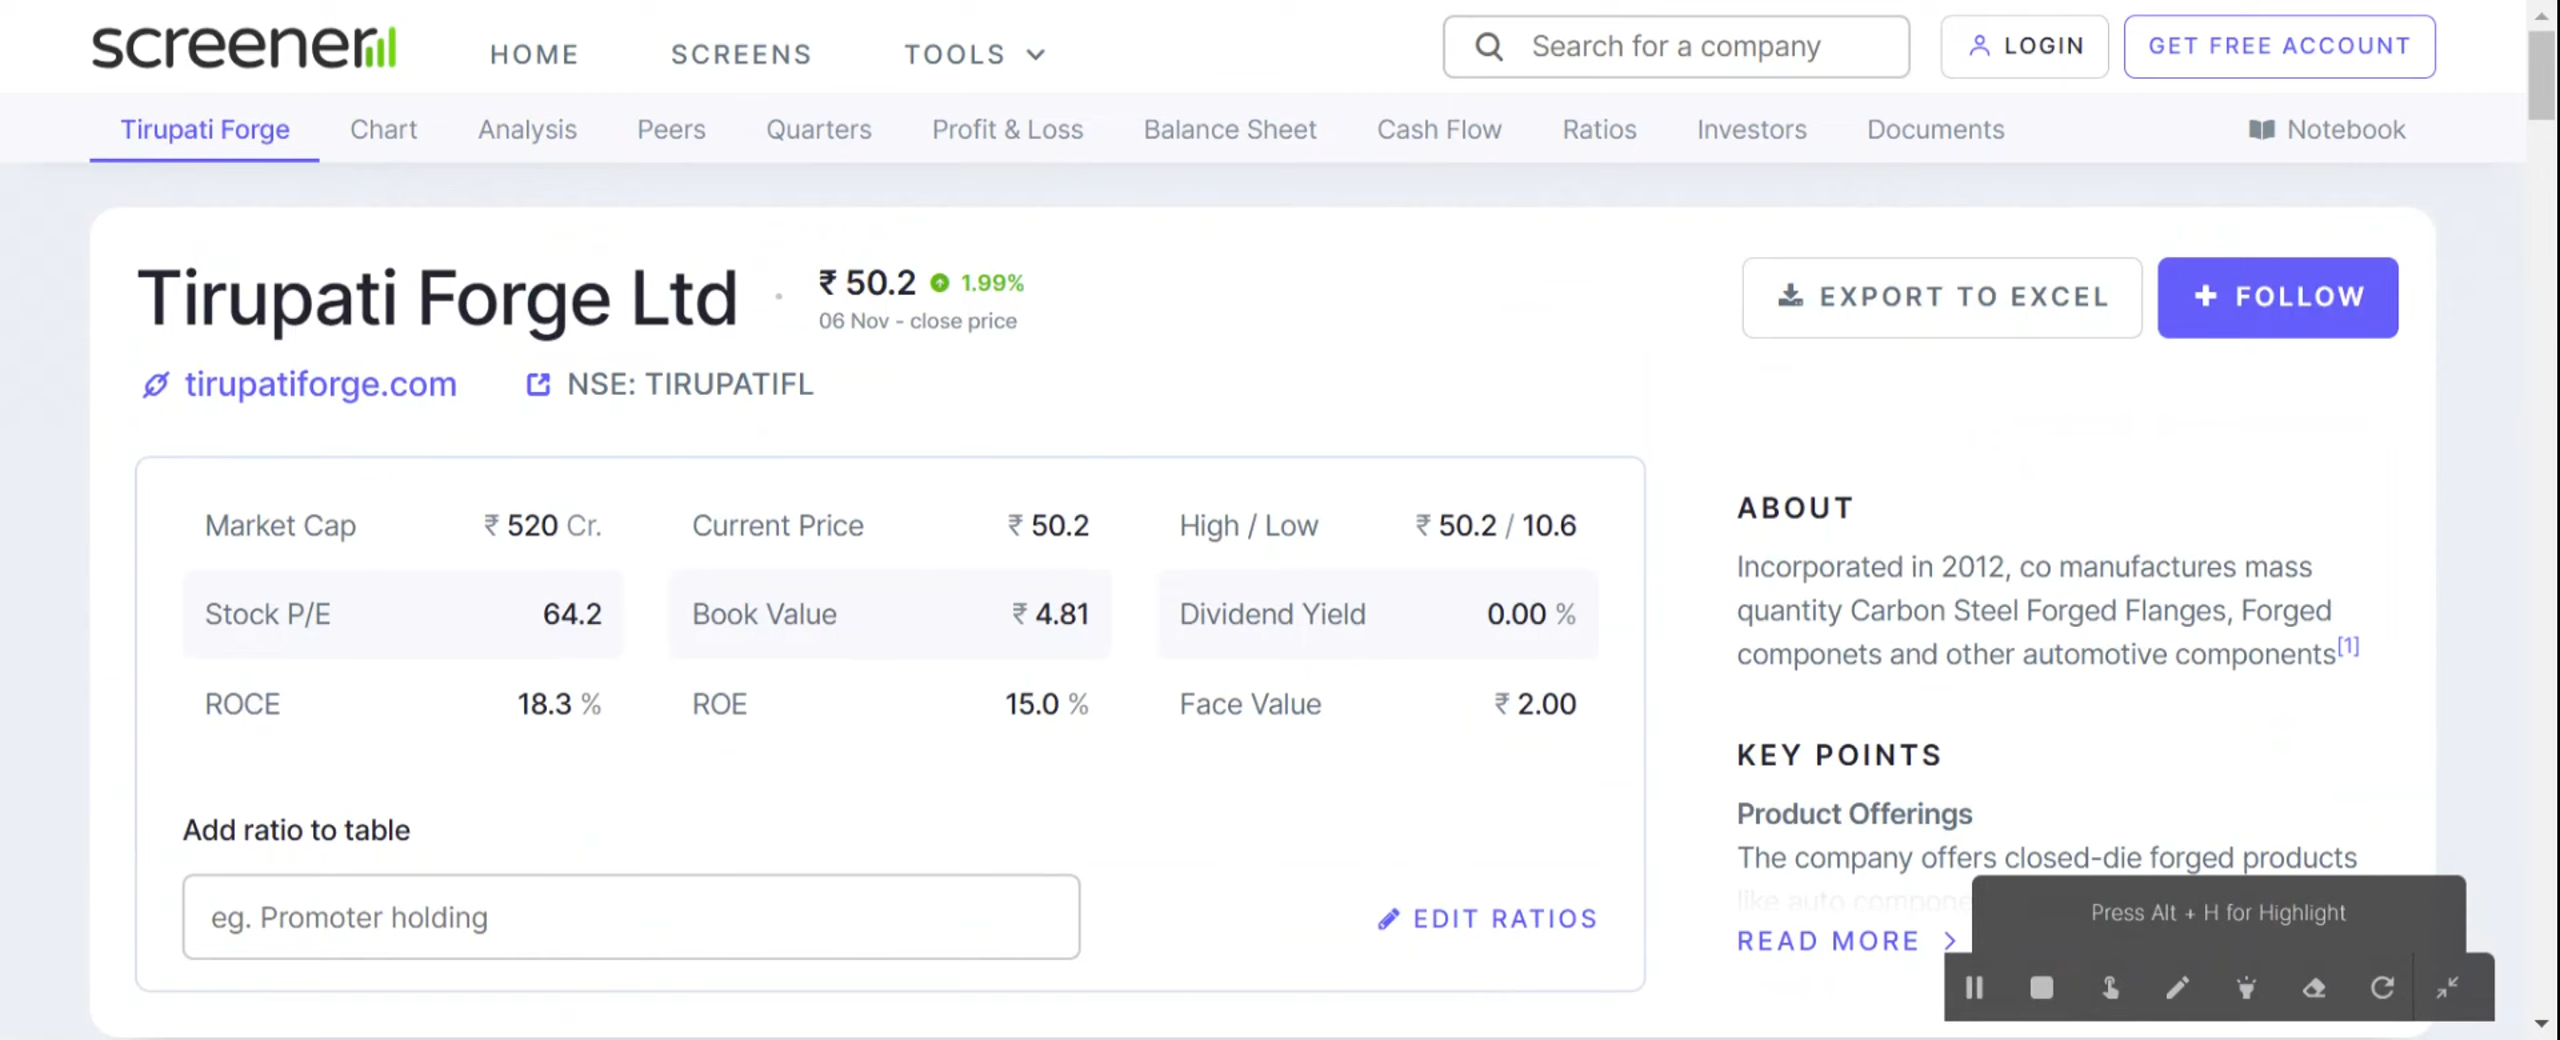 screener
HOME
SCREENS
TOOLS
Search for a company
LOGIN
GET FREE ACCOUNT
Tirupati Forge
Chart
Analysis
Peers
Quarters
Profit & Loss
Balance Sheet
Cash Flow
Ratios
Investors
Documents
Notebook
Tirupati Forge Ltd
₹ 50.2 1.99%
06 Nov - close price
EXPORT TO EXCEL
+ FOLLOW
tirupatiforge.com
NSE: TIRUPATIFL
Market Cap ₹ 520 Cr.
Current Price ₹ 50.2
High / Low ₹ 50.2 / 10.6
Stock P/E 64.2
Book Value ₹ 4.81
Dividend Yield 0.00 %
ROCE 18.3 %
ROE 15.0 %
Face Value ₹ 2.00
Add ratio to table
eg. Promoter holding
EDIT RATIOS
ABOUT
Incorporated in 2012, co manufactures mass
quantity Carbon Steel Forged Flanges, Forged
componets and other automotive components[1]
KEY POINTS
Product Offerings
The company offers closed-die forged products
like auto
READ MORE
Press Alt + H for Highlight